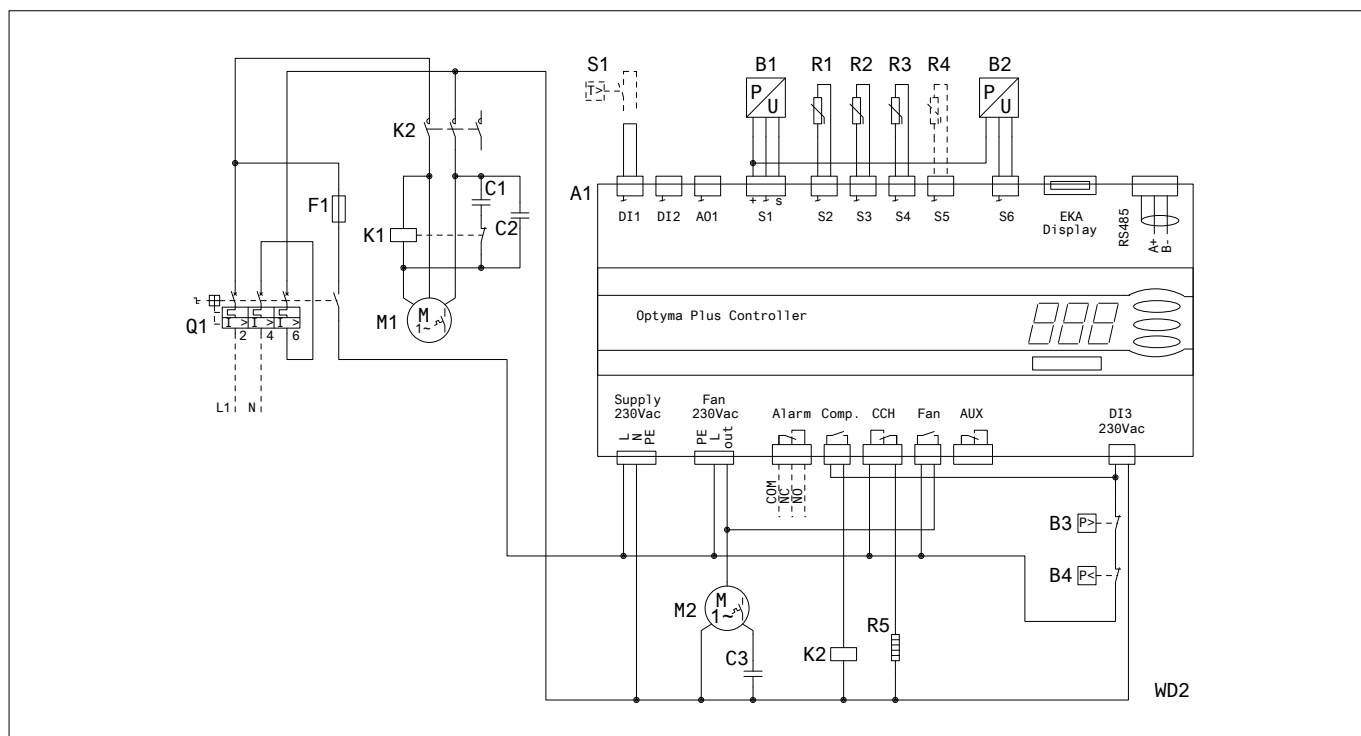 S1
B1
R1
R2
R3
R4
B2
T>
P
U
P
U
K2
C1
F1
C2
A1
+
s
DI1
DI2
AO1
S1
S2
S3
S4
S5
S6
EKA
Display
RS485
A+
B-
K1
M
1~
M1
Q1
I >
I >
I >
2
4
6
L1
N
Optyma Plus Controller
Supply
230Vac
L
N
PE
Fan
230Vac
PE
L
out
Alarm
Comp.
CCH
Fan
AUX
DI3
230Vac
COM
NC
NO
B3
P>
B4
P<
M2
M
1~
C3
K2
R5
WD2